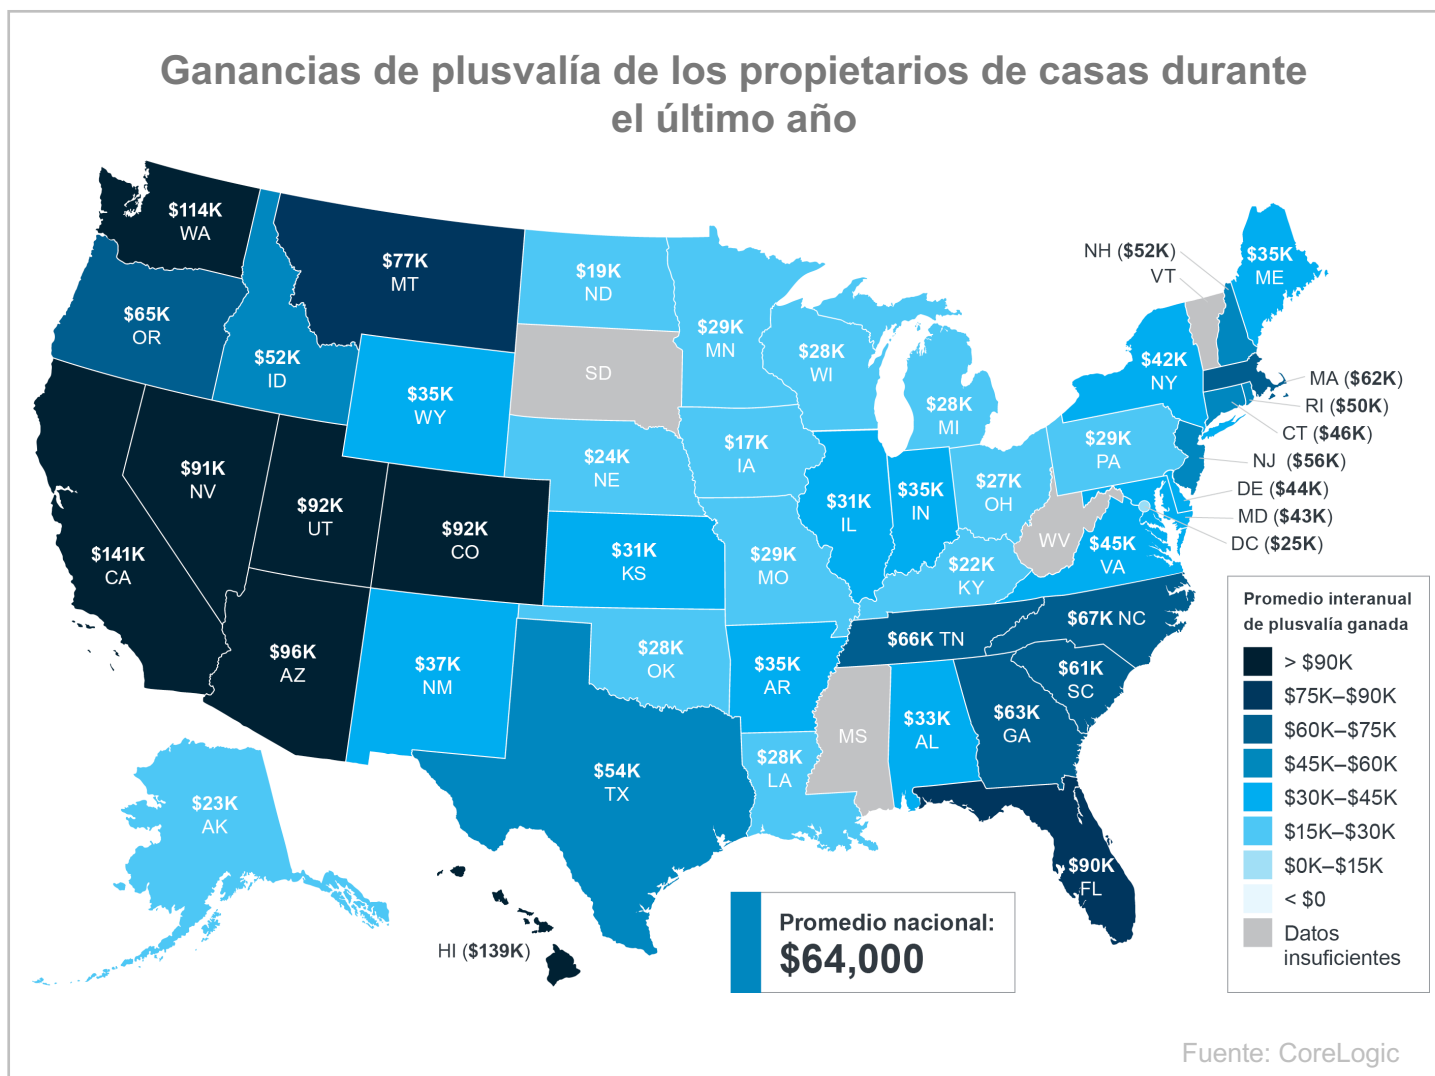 Ganancias de plusvalía de los propietarios de casas durante
el último año
$114K
WA
$65K
OR
$52K
ID
$77K
MT
$35K
WY
$141K
CA
$91K
NV
$92K
UT
$92K
CO
$96K
AZ
$37K
NM
$19K
ND
SD
$24K
NE
$31K
KS
$28K
OK
$54K
TX
$29K
MN
$17K
IA
$29K
MO
$35K
AR
$28K
LA
$28K
WI
$31K
IL
$28K
MI
$35K
IN
$27K
OH
$22K
KY
$66K TN
MS
$33K
AL
$63K
GA
$90K
FL
$61K
SC
$67K NC
$45K
VA
WV
$29K
PA
$42K
NY
$35K
ME
NH ($52K)
VT
MA ($62K)
RI ($50K)
CT ($46K)
NJ ($56K)
DE ($44K)
MD ($43K)
DC ($25K)
$23K
AK
HI ($139K)
Promedio interanual
de plusvalía ganada
> $90K
$75K–$90K
$60K–$75K
$45K–$60K
$30K–$45K
$15K–$30K
$0K–$15K
< $0
Datos
insuficientes
Promedio nacional:
$64,000
Fuente: CoreLogic